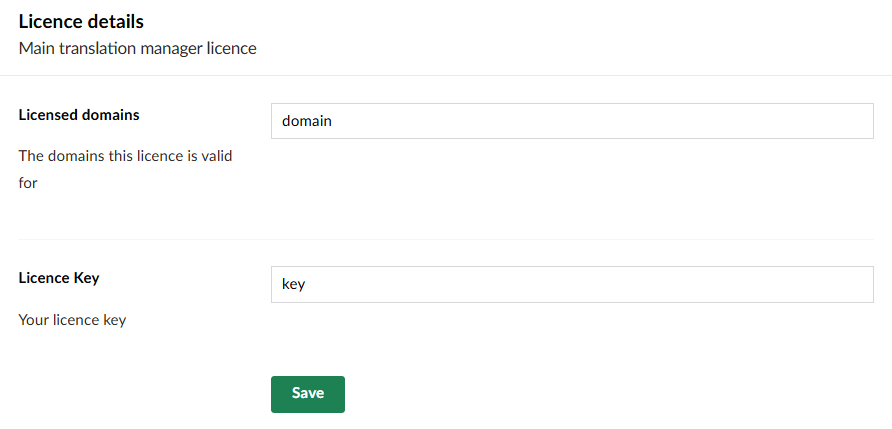 Licence details
Main translation manager licence
Licensed domains
domain
The domains this licence is valid
for
Licence Key
key
Your licence key
Save